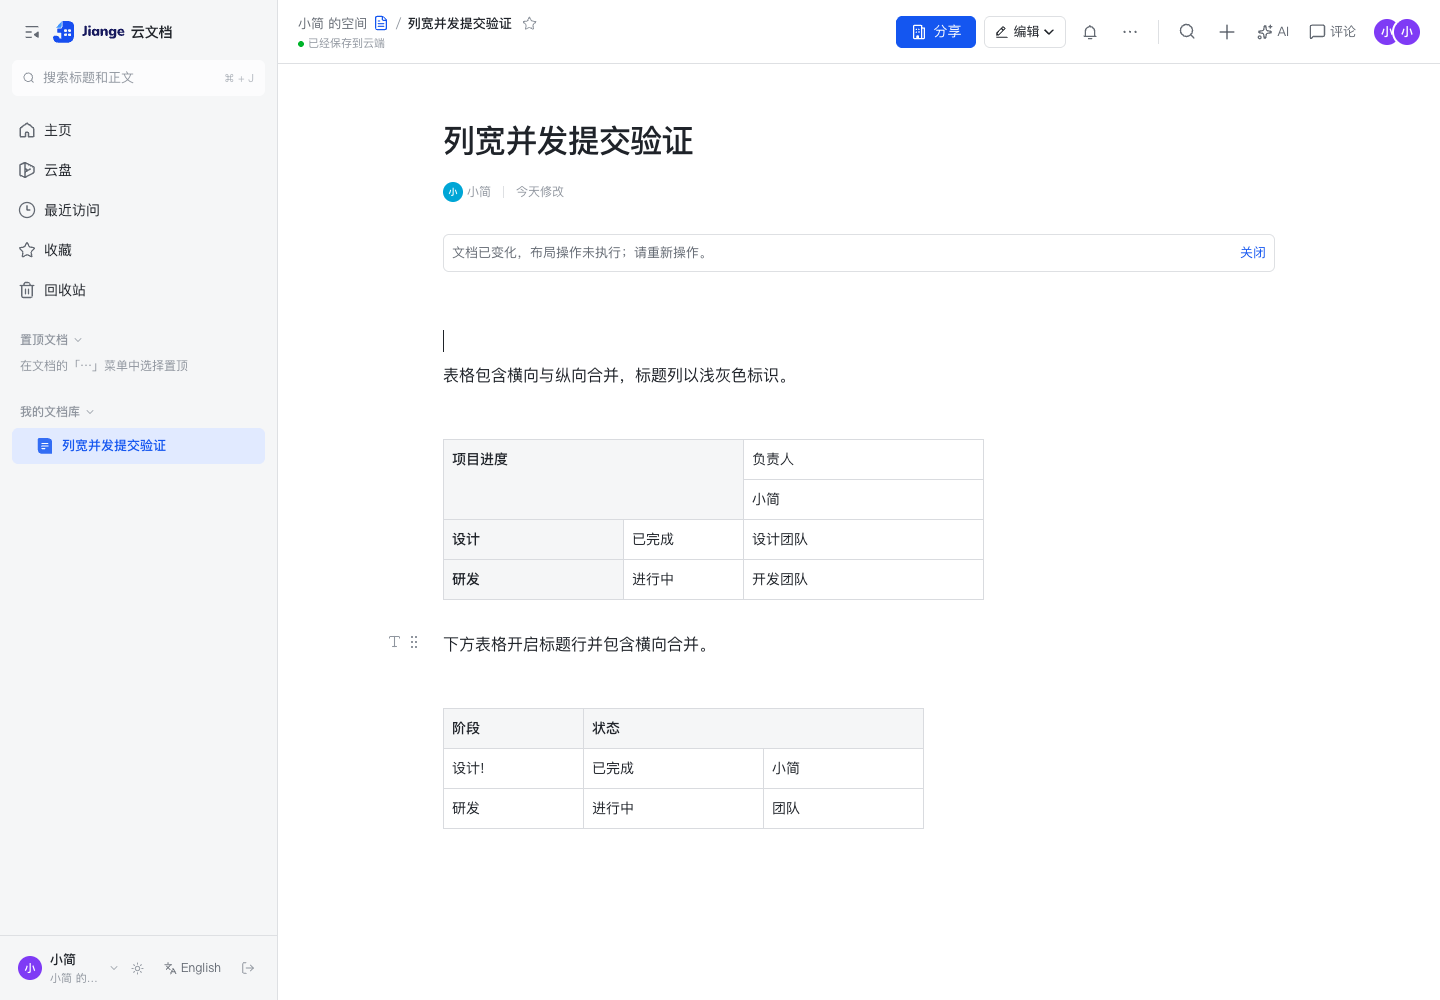 Jiange 云文档
搜索标题和正文 ⌘ + J
主页
云盘
最近访问
收藏
回收站
置顶文档
在文档的「···」菜单中选择置顶
我的文档库
列宽并发提交验证
小
小简
小简 的...
English
小简 的空间 / 列宽并发提交验证
已经保存到云端
分享
编辑
AI
评论
小 小
列宽并发提交验证
小 小简 今天修改
文档已变化，布局操作未执行；请重新操作。 关闭
表格包含横向与纵向合并，标题列以浅灰色标识。
项目进度 负责人
小简
设计 已完成 设计团队
研发 进行中 开发团队
下方表格开启标题行并包含横向合并。
阶段 状态
设计! 已完成 小简
研发 进行中 团队